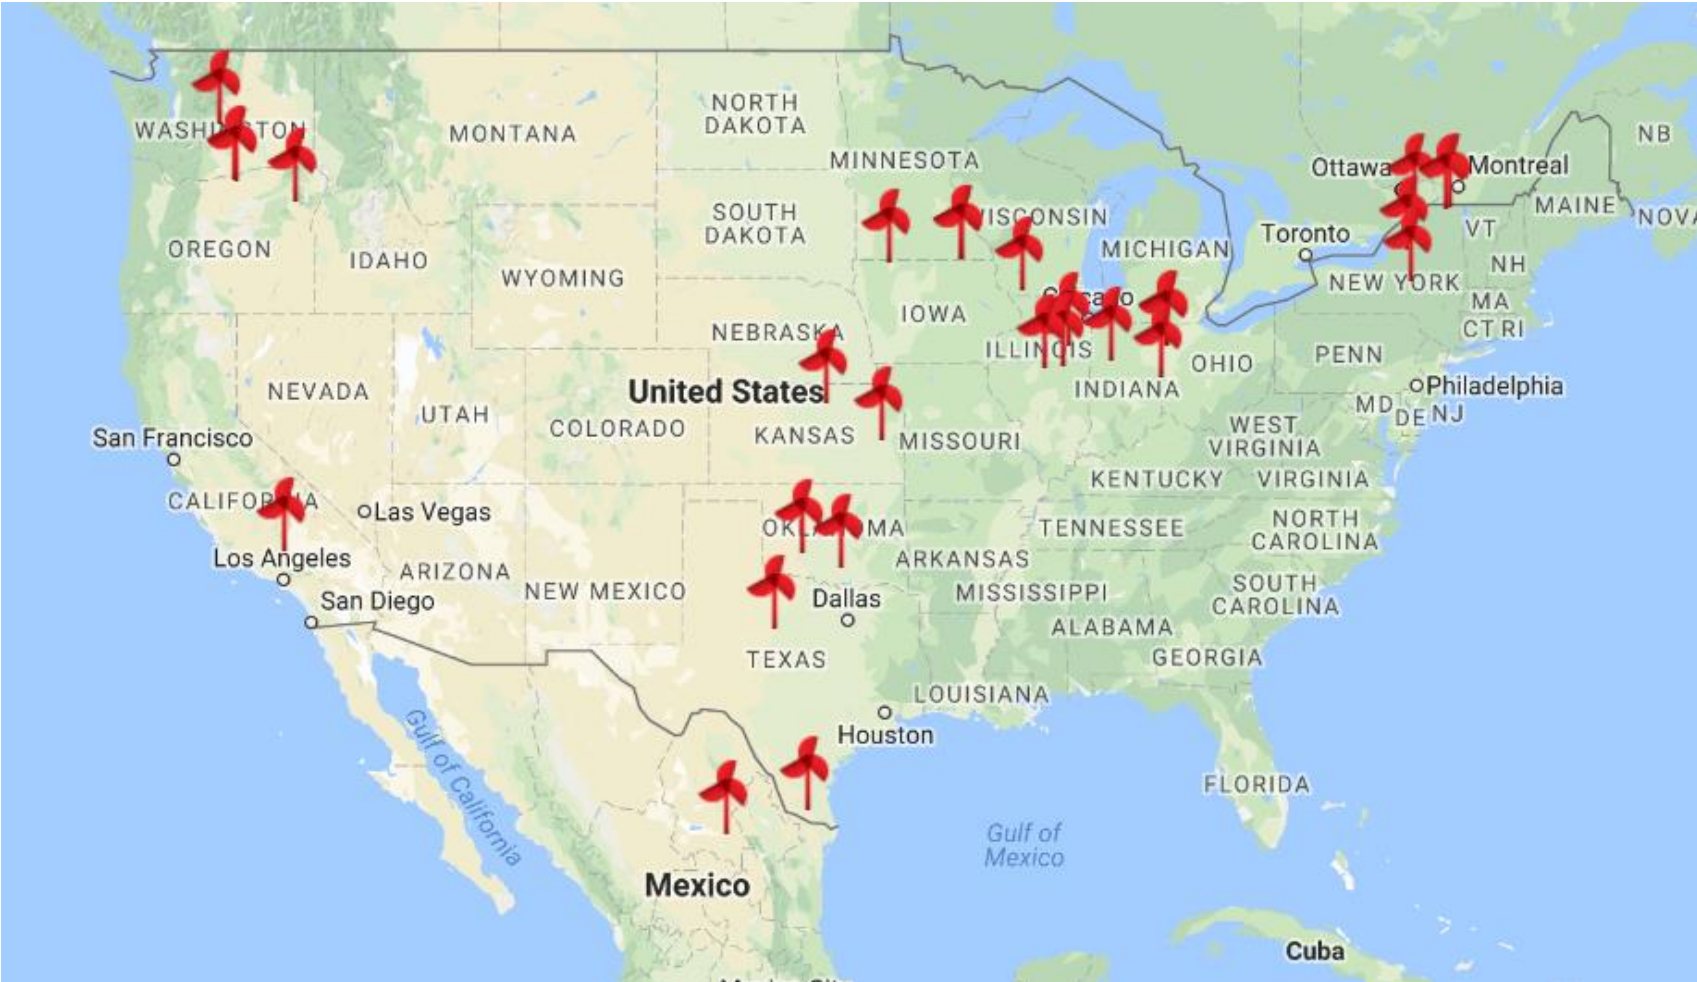 NORTH
DAKOTA
MONTANA
NB
MINNESOTA
Ottawa
Montreal
MAINE
NOVA
SOUTH
DAKOTA
MICHIGAN
VT
Toronto
OREGON
IDAHO
NH
WYOMING
NEW YORK
MA
IOWA
CT RI
NEBRASKA
ILLINOIS
PENN
OHIO
United States
NEVADA
INDIANA
Philadelphia
MD
DE
NJ
UTAH
COLORADO
KANSAS
MISSOURI
WEST
VIRGINIA
San Francisco
KENTUCKY
VIRGINIA
Las Vegas
NORTH
CAROLINA
TENNESSEE
Los Angeles
ARKANSAS
ARIZONA
NEW MEXICO
MISSISSIPPI
SOUTH
CAROLINA
San Diego
Dallas
ALABAMA
TEXAS
GEORGIA
LOUISIANA
Houston
Gulf of California
FLORIDA
Gulf of
Mexico
Mexico
Cuba